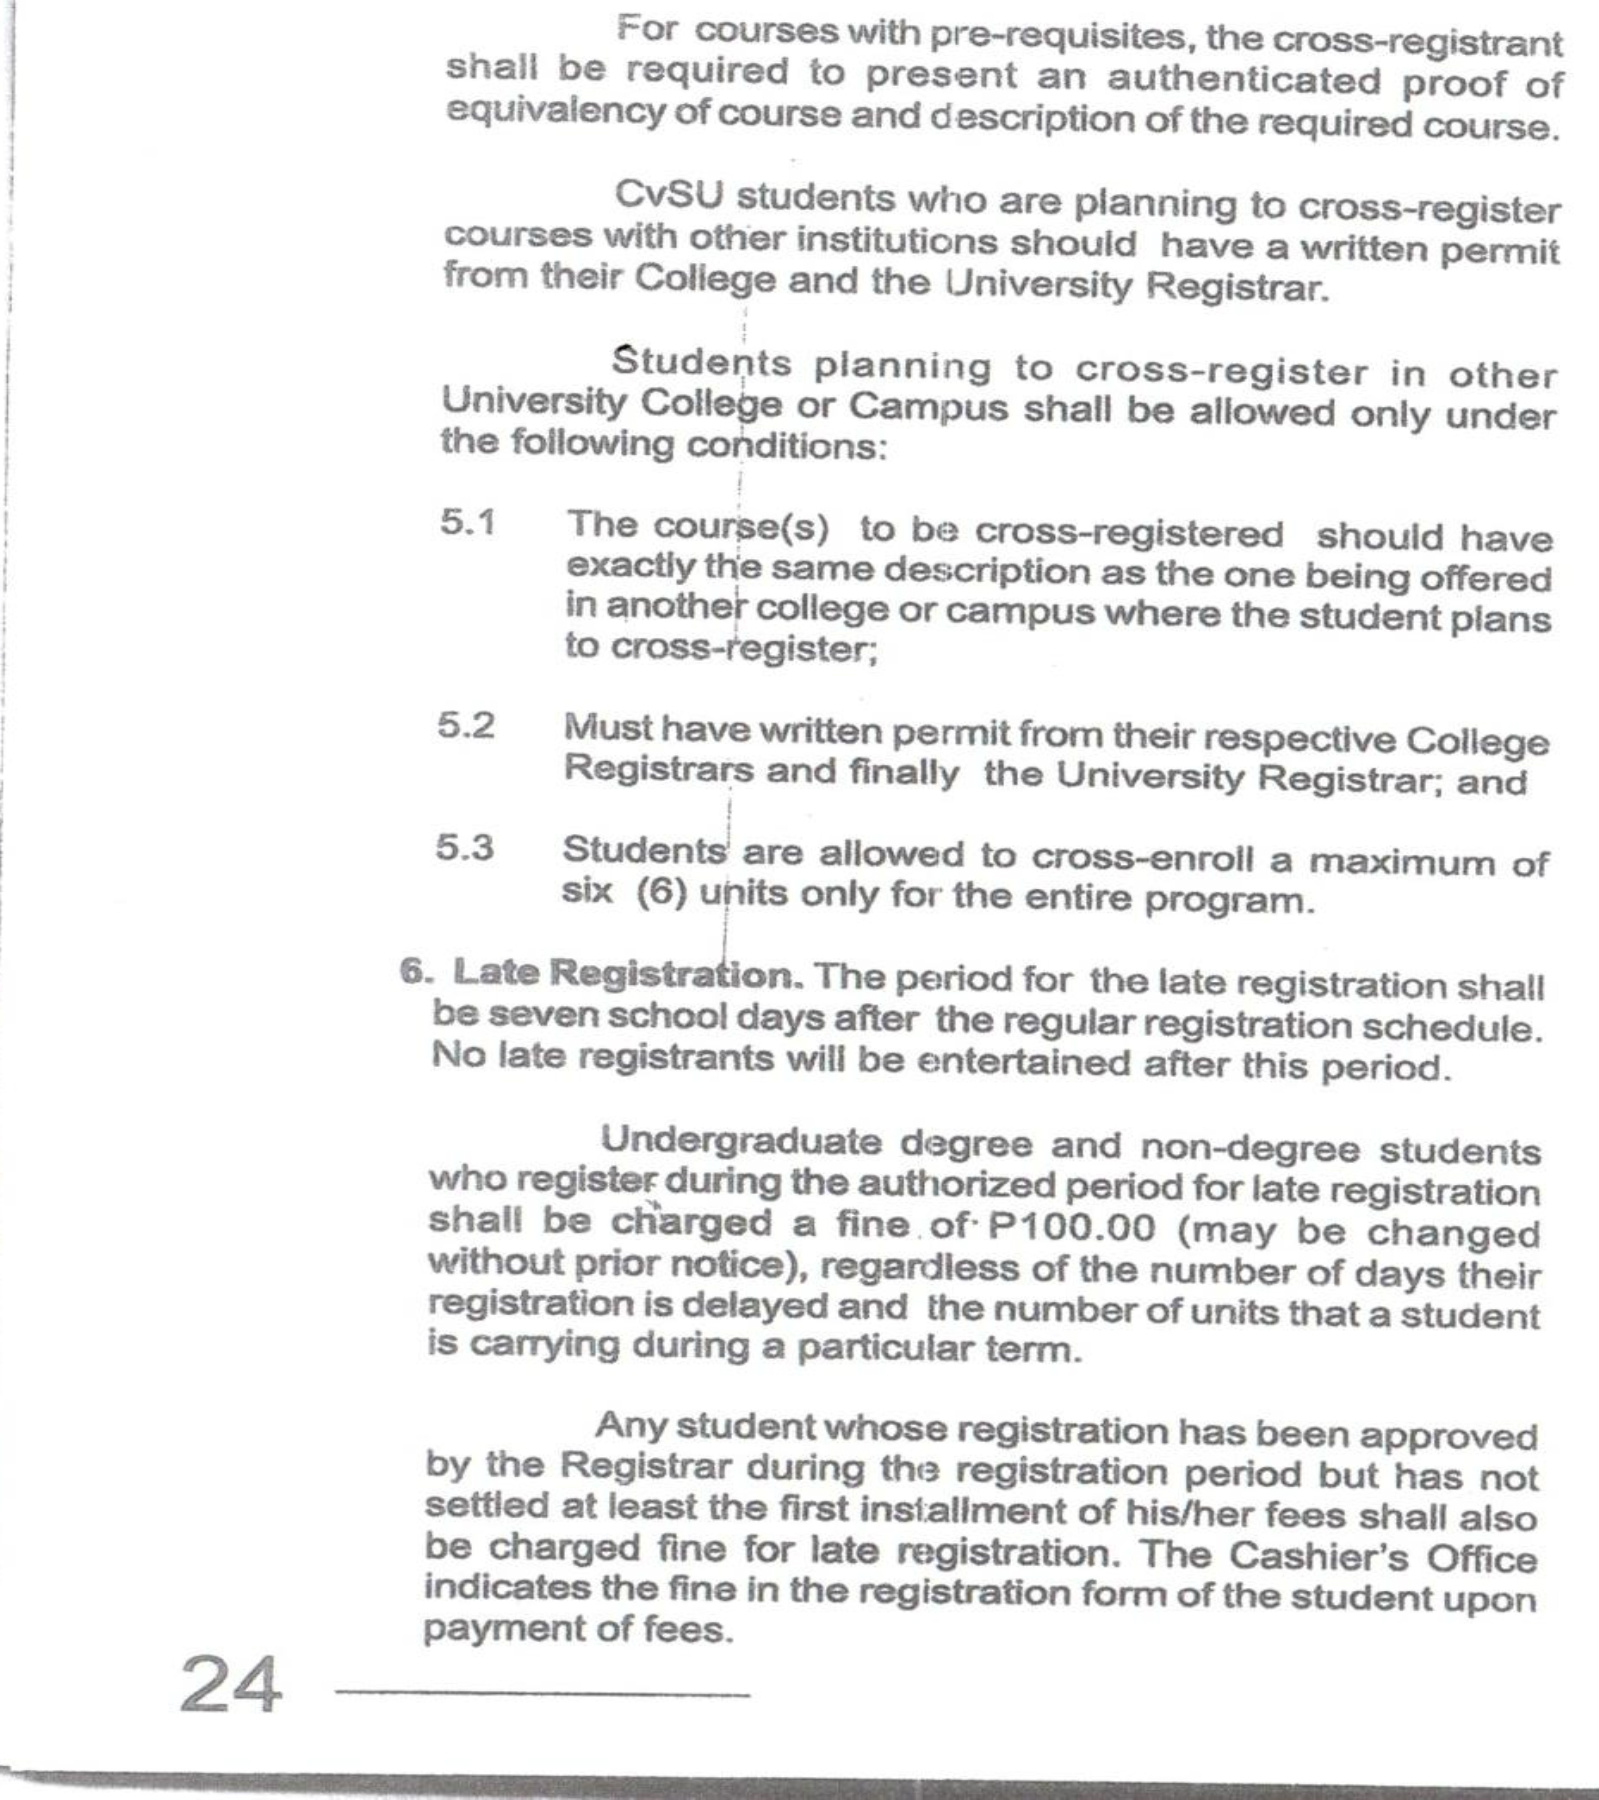 For courses with pre-requisites, the cross-registrant
shall be required to present an authenticated proof of
equivalency of course and description of the required course.
CvSU students who are planning to cross-register
courses with other institutions should have a written permit
from their College and the University Registrar.
Students planning to cross-register in other
University College or Campus shall be allowed only under
the following conditions:
5.1 The course(s) to be cross-registered should have
exactly the same description as the one being offered
in another college or campus where the student plans
to cross-register;
5.2 Must have written permit from their respective College
Registrars and finally the University Registrar; and
5.3 Students are allowed to cross-enroll a maximum of
six (6) units only for the entire program.
6. Late Registration. The period for the late registration shall
be seven school days after the regular registration schedule.
No late registrants will be entertained after this period.
Undergraduate degree and non-degree students
who register during the authorized period for late registration
shall be charged a fine of P100.00 (may be changed
without prior notice), regardless of the number of days their
registration is delayed and the number of units that a student
is carrying during a particular term.
Any student whose registration has been approved
by the Registrar during the registration period but has not
settled at least the first installment of his/her fees shall also
be charged fine for late registration. The Cashier's Office
indicates the fine in the registration form of the student upon
payment of fees.
24